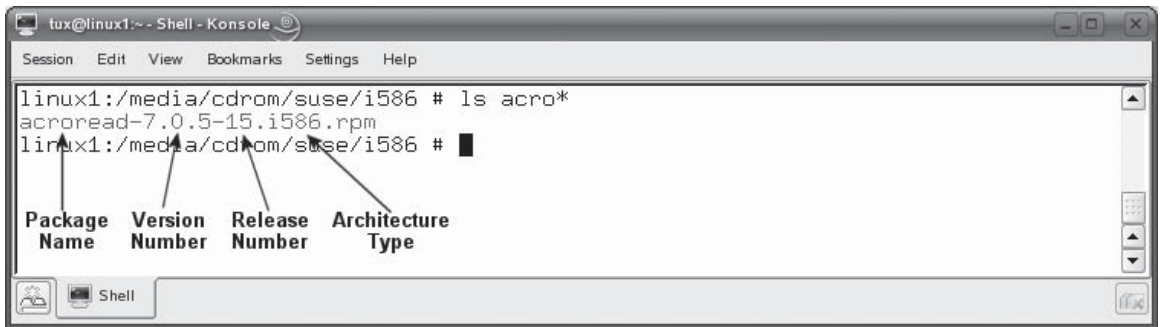 tux@linux1:~ - Shell - Konsole
Session Edit View Bookmarks Settings Help
linux1:/media/cdrom/suse/i586 # ls acro*
acroread-7.0.5-15.i586.rpm
linux1:/media/cdrom/suse/i586 #
Package Name
Version Number
Release Number
Architecture Type
Shell